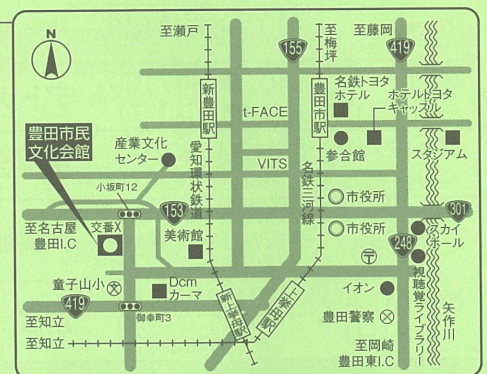 N
至瀬戸
155
至梅坪
至藤岡
419
新豊田駅
豊田市駅
名鉄トヨタ
ホテル
ホテルトヨタ
キャッスル
t-FACE
豊田市民
文化会館
産業文化
センター
愛知環状鉄道
VITS
名鉄三河線
参合館
スタジアム
小坂町12
153
市役所
301
至名古屋
豊田I.C
交番X
美術館
市役所
248
スカイ
ホール
視聴覚ライブラリー
矢作川
童子山小
文
Dcm
カーマ
イオン
419
御幸町3
新上挙母駅
上挙母駅
豊田警察
至知立
至知立
至岡崎
豊田東I.C